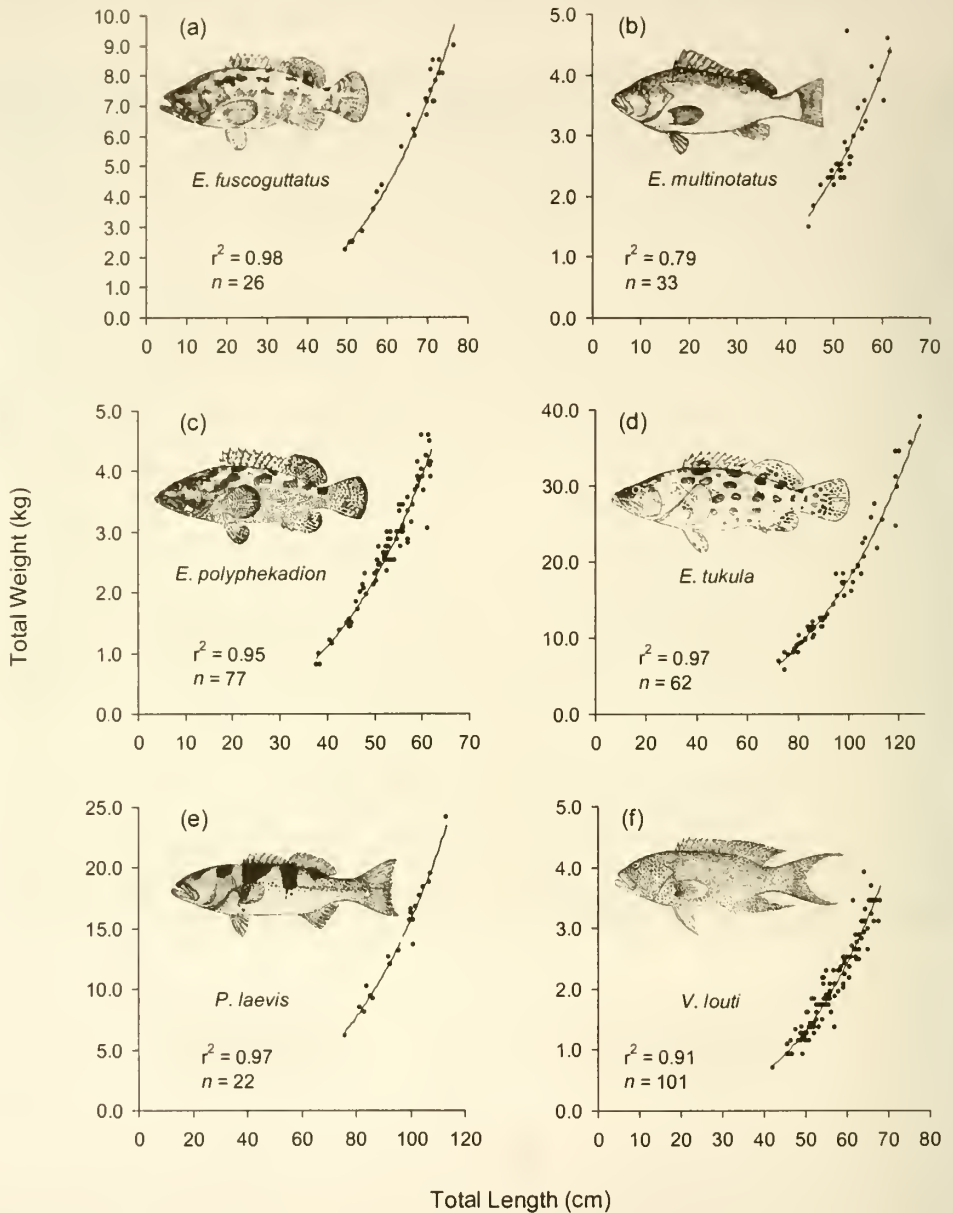 Total Weight (kg)
(a)
10.0
9.0
8.0
7.0
6.0
5.0
4.0
3.0
2.0
1.0
0.0
E. fuscoguttatus
r² = 0.98
n = 26
0 10 20 30 40 50 60 70 80
(b)
5.0
4.0
3.0
2.0
1.0
0.0
E. multinotatus
r² = 0.79
n = 33
0 10 20 30 40 50 60 70
(c)
5.0
4.0
3.0
2.0
1.0
0.0
E. polyphekadion
r² = 0.95
n = 77
0 10 20 30 40 50 60 70
(d)
40.0
30.0
20.0
10.0
0.0
E. tukula
r² = 0.97
n = 62
0 20 40 60 80 100 120
(e)
25.0
20.0
15.0
10.0
5.0
0.0
P. laevis
r² = 0.97
n = 22
0 20 40 60 80 100 120
(f)
5.0
4.0
3.0
2.0
1.0
0.0
V. louti
r² = 0.91
n = 101
0 10 20 30 40 50 60 70 80
Total Length (cm)